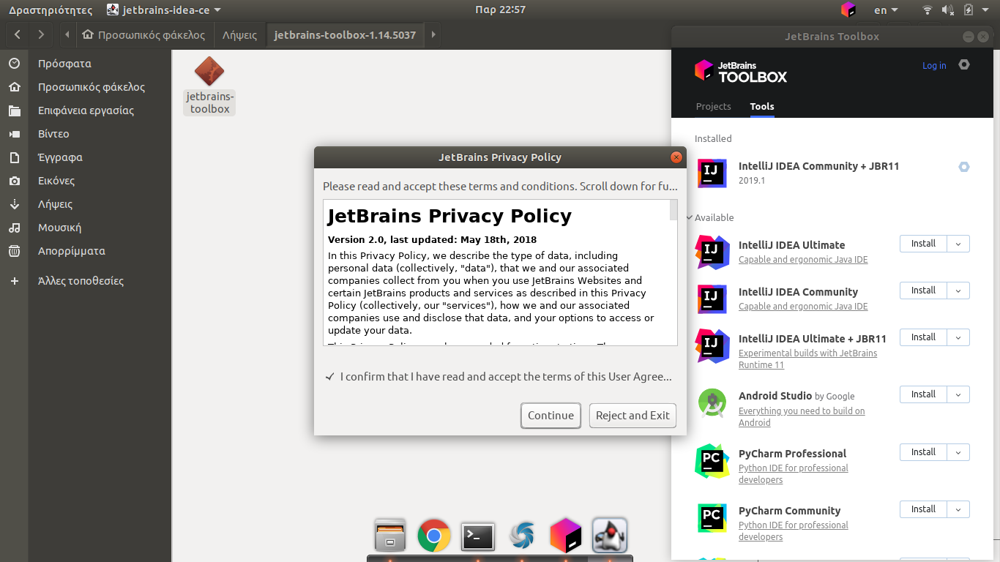 Δραστηριότητες
jetbrains-idea-ce
Παρ 22:57
en
Προσωπικός φάκελος
Λήψεις
jetbrains-toolbox-1.14.5037
Πρόσφατα
Προσωπικός φάκελος
Επιφάνεια εργασίας
Βίντεο
Έγγραφα
Εικόνες
Λήψεις
Μουσική
Απορρίμματα
Άλλες τοποθεσίες
jetbrains-
toolbox
JetBrains Privacy Policy
Please read and accept these terms and conditions. Scroll down for fu...
JetBrains Privacy Policy
Version 2.0, last updated: May 18th, 2018
In this Privacy Policy, we describe the type of data, including
personal data (collectively, "data"), that we and our associated
companies collect from you when you use JetBrains Websites and
certain JetBrains products and services as described in this Privacy
Policy (collectively, our "services"), how we and our associated
companies use and disclose that data, and your options to access or
update your data.
I confirm that I have read and accept the terms of this User Agree...
Continue
Reject and Exit
JetBrains Toolbox
JetBrains
TOOLBOX
Log in
Projects
Tools
Installed
IJ
IntelliJ IDEA Community + JBR11
2019.1
Available
IJ
IntelliJ IDEA Ultimate
Capable and ergonomic Java IDE
Install
IJ
IntelliJ IDEA Community
Capable and ergonomic Java IDE
Install
IJ
IntelliJ IDEA Ultimate + JBR11
Experimental builds with JetBrains
Runtime 11
Install
Android Studio by Google
Everything you need to build on
Android
Install
PC
PyCharm Professional
Python IDE for professional
developers
Install
PC
PyCharm Community
Python IDE for professional
developers
Install